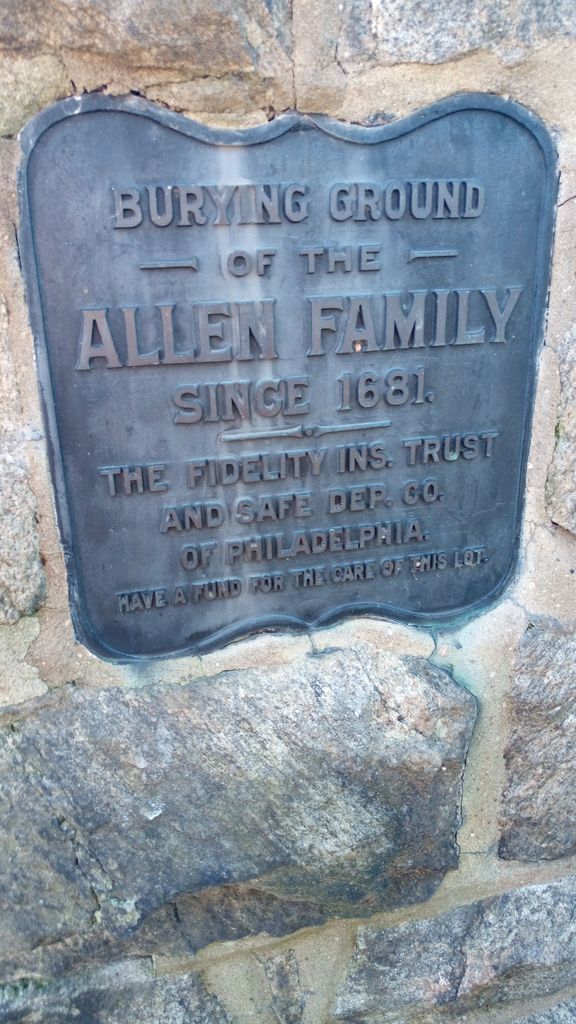 BURYING GROUND
OF THE
ALLEN FAMILY
SINCE 1681.
THE FIDELITY INS. TRUST
AND SAFE DEP. CO.
OF PHILADELPHIA.
HAVE A FUND FOR THE CARE OF THIS LOT.